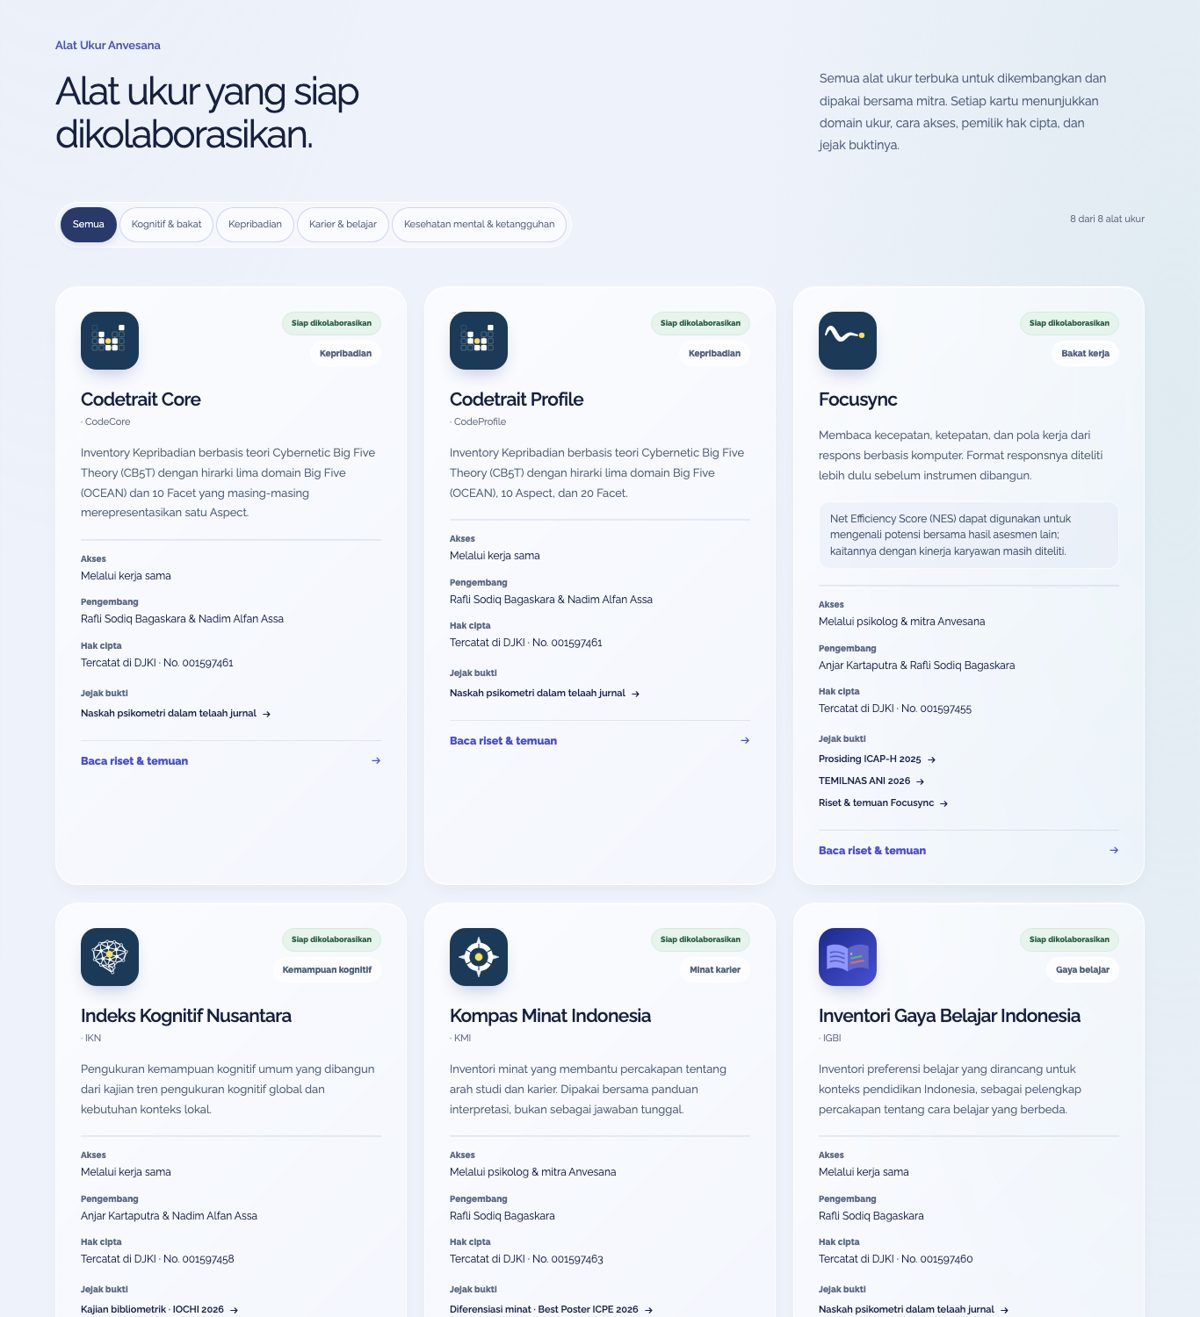 Alat Ukur Anvesana
Alat ukur yang siap
dikolaborasikan.
Semua alat ukur terbuka untuk dikembangkan dan
dipakai bersama mitra. Setiap kartu menunjukkan
domain ukur, cara akses, pemilik hak cipta, dan
jejak buktinya.
Semua
Kognitif & bakat
Kepribadian
Karier & belajar
Kesehatan mental & ketangguhan
8 dari 8 alat ukur
Siap dikolaborasikan
Kepribadian
Codetrait Core
· CodeCore
Inventory Kepribadian berbasis teori Cybernetic Big Five
Theory (CB5T) dengan hirarki lima domain Big Five
(OCEAN) dan 10 Facet yang masing-masing
merepresentasikan satu Aspect.
Akses
Melalui kerja sama
Pengembang
Rafli Sodiq Bagaskara & Nadim Alfan Assa
Hak cipta
Tercatat di DJKI · No. 001597461
Jejak bukti
Naskah psikometri dalam telaah jurnal →
Baca riset & temuan →
Siap dikolaborasikan
Kepribadian
Codetrait Profile
· CodeProfile
Inventory Kepribadian berbasis teori Cybernetic Big Five
Theory (CB5T) dengan hirarki lima domain Big Five
(OCEAN), 10 Aspect, dan 20 Facet.
Akses
Melalui kerja sama
Pengembang
Rafli Sodiq Bagaskara & Nadim Alfan Assa
Hak cipta
Tercatat di DJKI · No. 001597461
Jejak bukti
Naskah psikometri dalam telaah jurnal →
Baca riset & temuan →
Siap dikolaborasikan
Bakat kerja
Focusync
Membaca kecepatan, ketepatan, dan pola kerja dari
respons berbasis komputer. Format responsnya diteliti
lebih dulu sebelum instrumen dibangun.
Net Efficiency Score (NES) dapat digunakan untuk
mengenali potensi bersama hasil asesmen lain;
kaitannya dengan kinerja karyawan masih diteliti.
Akses
Melalui psikolog & mitra Anvesana
Pengembang
Anjar Kartaputra & Rafli Sodiq Bagaskara
Hak cipta
Tercatat di DJKI · No. 001597455
Jejak bukti
Prosiding ICAP-H 2025 →
TEMILNAS ANI 2026 →
Riset & temuan Focusync →
Baca riset & temuan →
Siap dikolaborasikan
Kemampuan kognitif
Indeks Kognitif Nusantara
· IKN
Pengukuran kemampuan kognitif umum yang dibangun
dari kajian tren pengukuran kognitif global dan
kebutuhan konteks lokal.
Akses
Melalui kerja sama
Pengembang
Anjar Kartaputra & Nadim Alfan Assa
Hak cipta
Tercatat di DJKI · No. 001597458
Jejak bukti
Kajian bibliometrik · IOCHI 2026 →
Siap dikolaborasikan
Minat karier
Kompas Minat Indonesia
· KMI
Inventori minat yang membantu percakapan tentang
arah studi dan karier. Dipakai bersama panduan
interpretasi, bukan sebagai jawaban tunggal.
Akses
Melalui psikolog & mitra Anvesana
Pengembang
Rafli Sodiq Bagaskara
Hak cipta
Tercatat di DJKI · No. 001597463
Jejak bukti
Diferensiasi minat · Best Poster ICPE 2026 →
Siap dikolaborasikan
Gaya belajar
Inventori Gaya Belajar Indonesia
· IGBI
Inventori preferensi belajar yang dirancang untuk
konteks pendidikan Indonesia, sebagai pelengkap
percakapan tentang cara belajar yang berbeda.
Akses
Melalui kerja sama
Pengembang
Rafli Sodiq Bagaskara
Hak cipta
Tercatat di DJKI · No. 001597460
Jejak bukti
Naskah psikometri dalam telaah jurnal →